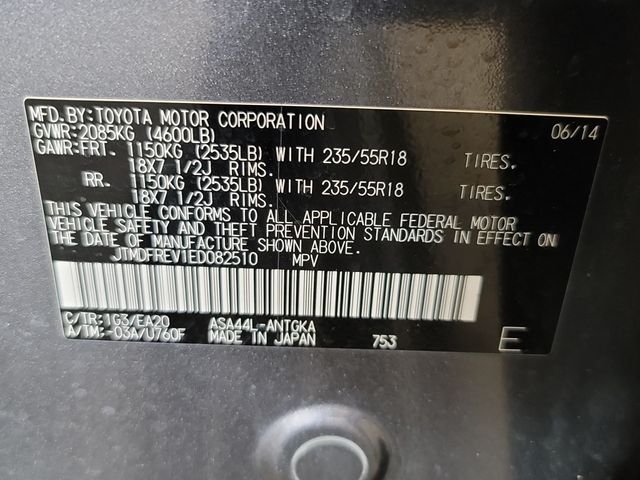 MFD.BY:TOYOTA MOTOR CORPORATION 06/14
GVWR:2085KG (4600LB)
GAWR:FRT. 1150KG (2535LB) WITH 235/55R18 TIRES.
18X7 1/2J RIMS.
RR. 1150KG (2535LB) WITH 235/55R18 TIRES.
18X7 1/2J RIMS.
THIS VEHICLE CONFORMS TO ALL APPLICABLE FEDERAL MOTOR
VEHICLE SAFETY AND THEFT PREVENTION STANDARDS IN EFFECT ON
THE DATE OF MANUFACTURE SHOWN ABOVE.
JTMDFREV1ED082510 MPV
C/TR:1G3/EA20 ASA44L-ANTGKA
A/TM:-03A/U760F MADE IN JAPAN 753 E